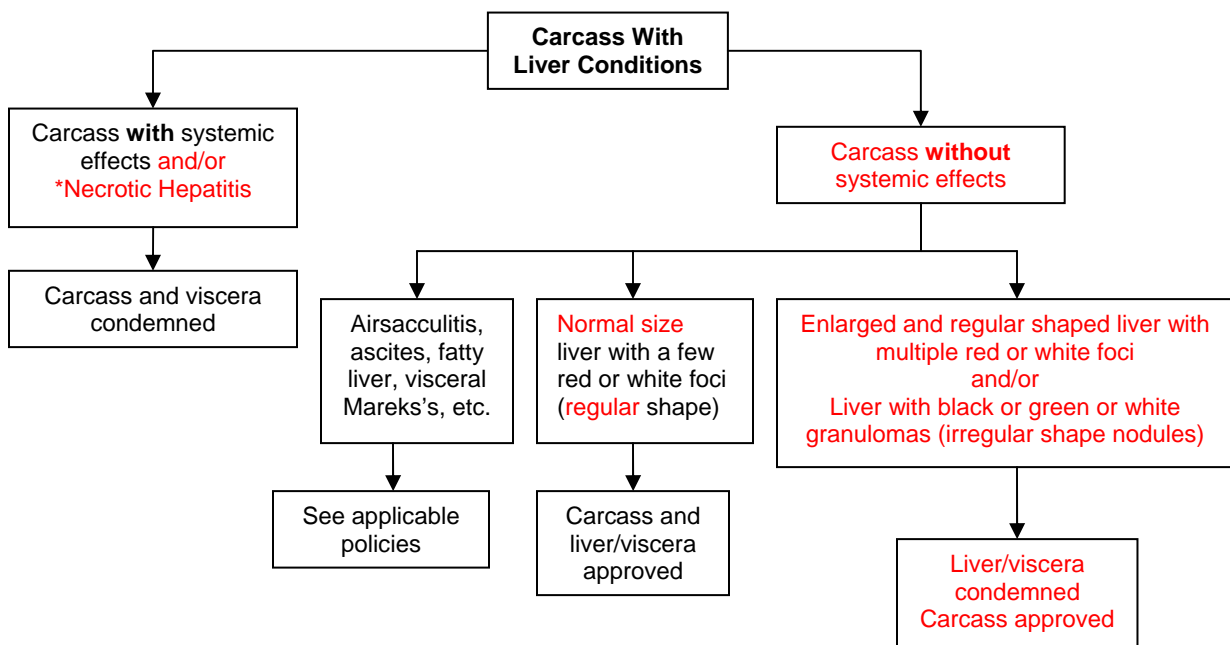 Carcass With
Liver Conditions
Carcass with systemic
effects and/or
*Necrotic Hepatitis
Carcass without
systemic effects
Carcass and viscera
condemned
Airsacculitis,
ascites, fatty
liver, visceral
Mareks's, etc.
Normal size
liver with a few
red or white foci
(regular shape)
Enlarged and regular shaped liver with
multiple red or white foci
and/or
Liver with black or green or white
granulomas (irregular shape nodules)
See applicable
policies
Carcass and
liver/viscera
approved
Liver/viscera
condemned
Carcass approved